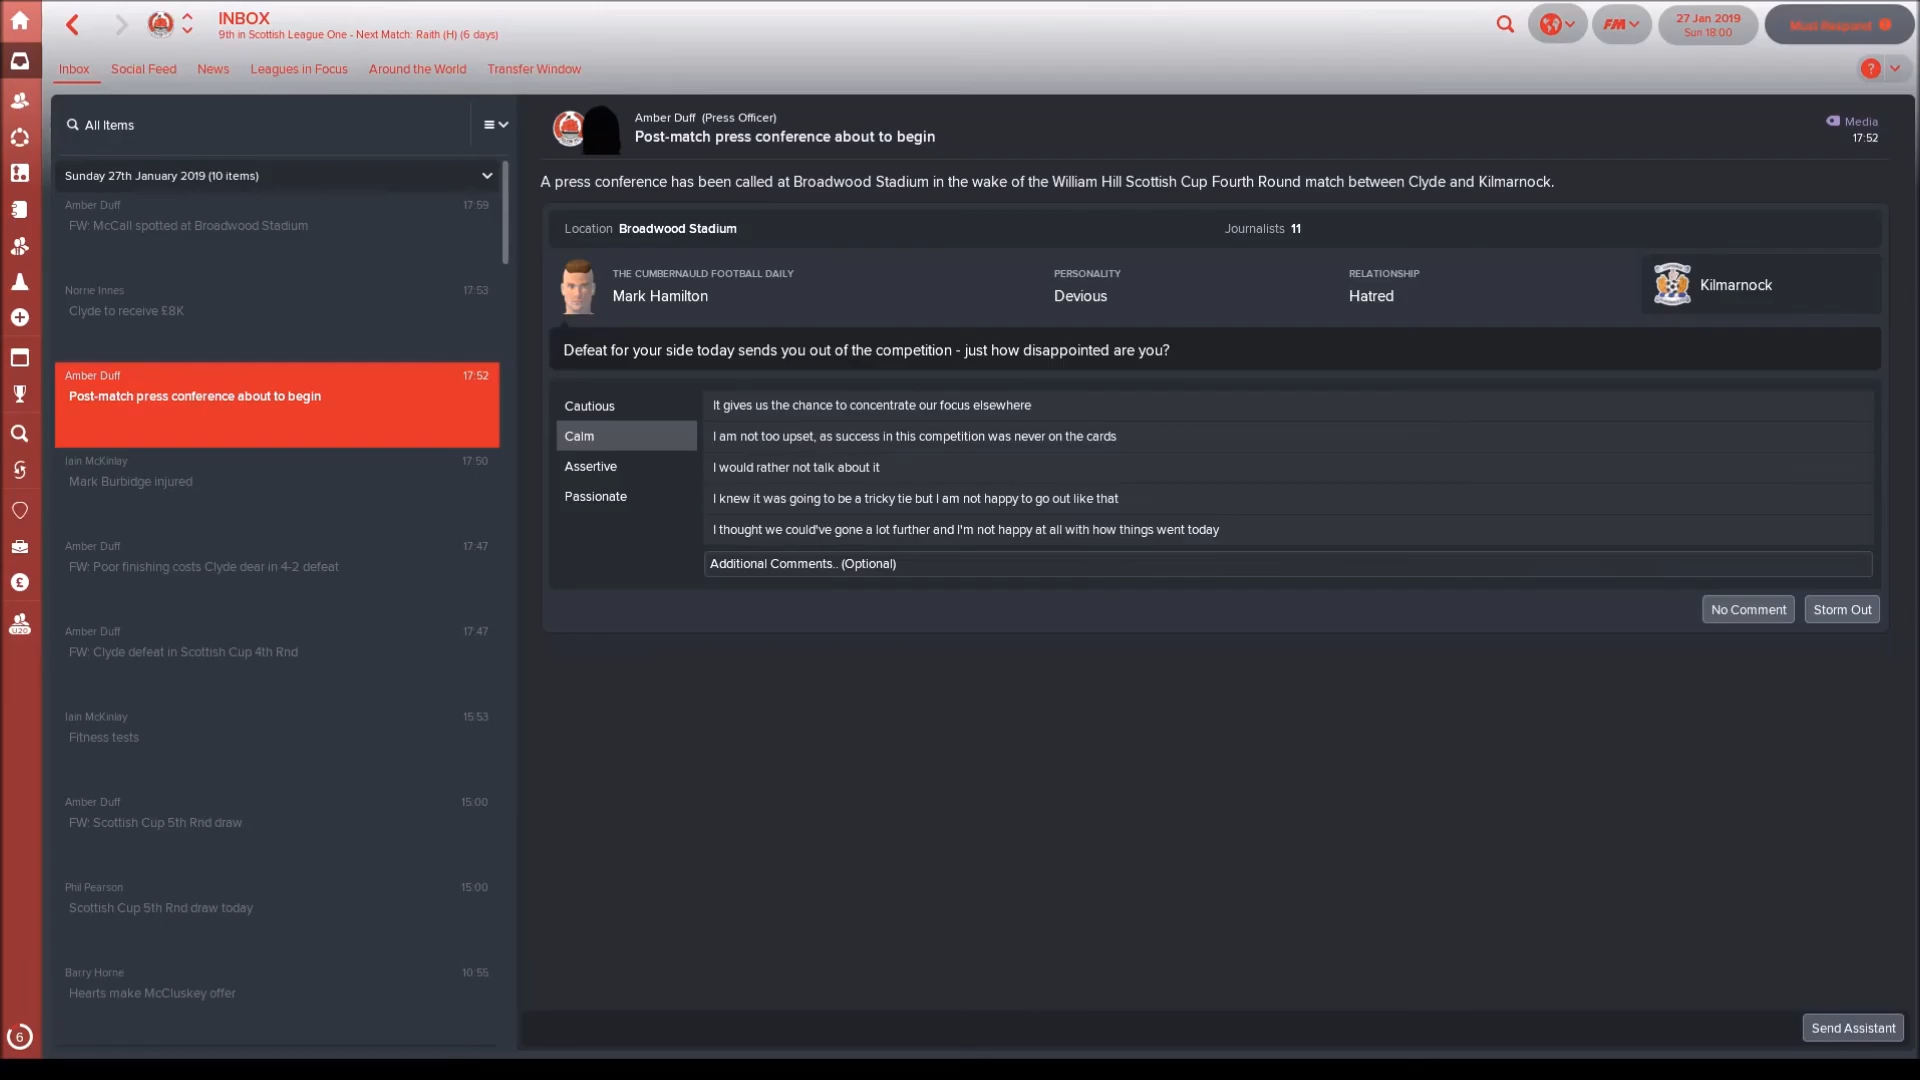 INBOX
9th in Scottish League One - Next Match: Raith (H) (6 days)
FM
27 Jan 2019
Sun 18:00
Must Respond
Inbox
Social Feed
News
Leagues in Focus
Around the World
Transfer Window
?
All Items
Sunday 27th January 2019 (10 items)
Amber Duff 17:59
FW: McCall spotted at Broadwood Stadium
Norrie Innes 17:53
Clyde to receive £8K
Amber Duff 17:52
Post-match press conference about to begin
Iain McKinlay 17:50
Mark Burbidge injured
Amber Duff 17:47
FW: Poor finishing costs Clyde dear in 4-2 defeat
Amber Duff 17:47
FW: Clyde defeat in Scottish Cup 4th Rnd
Iain McKinlay 15:53
Fitness tests
Amber Duff 15:00
FW: Scottish Cup 5th Rnd draw
Phil Pearson 15:00
Scottish Cup 5th Rnd draw today
Barry Horne 10:55
Hearts make McCluskey offer
£
U20
6
Amber Duff (Press Officer)
Post-match press conference about to begin
Media
17:52
A press conference has been called at Broadwood Stadium in the wake of the William Hill Scottish Cup Fourth Round match between Clyde and Kilmarnock.
Location Broadwood Stadium
Journalists 11
THE CUMBERNAULD FOOTBALL DAILY
Mark Hamilton
PERSONALITY
Devious
RELATIONSHIP
Hatred
Kilmarnock
Defeat for your side today sends you out of the competition - just how disappointed are you?
Cautious
Calm
Assertive
Passionate
It gives us the chance to concentrate our focus elsewhere
I am not too upset, as success in this competition was never on the cards
I would rather not talk about it
I knew it was going to be a tricky tie but I am not happy to go out like that
I thought we could've gone a lot further and I'm not happy at all with how things went today
Additional Comments.. (Optional)
No Comment
Storm Out
Send Assistant